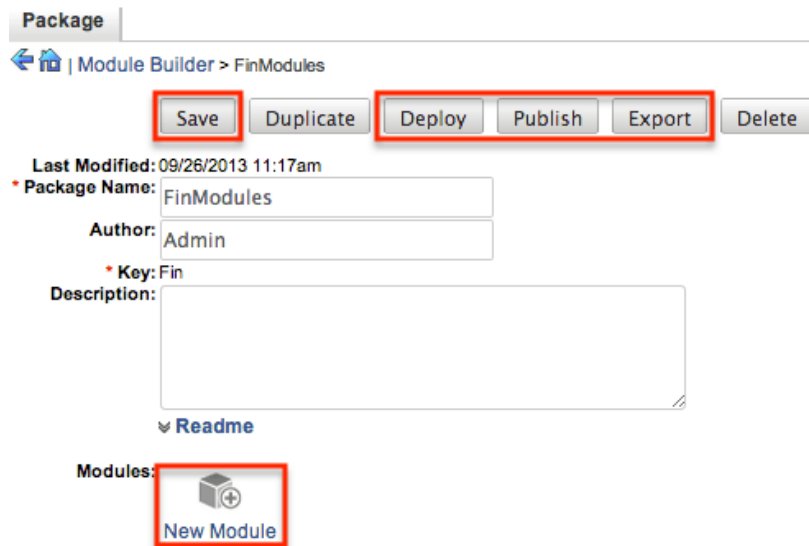 Package
| Module Builder > FinModules
Save Duplicate Deploy Publish Export Delete
Last Modified: 09/26/2013 11:17am
* Package Name: FinModules
Author: Admin
* Key: Fin
Description:
Readme
Modules:
New Module